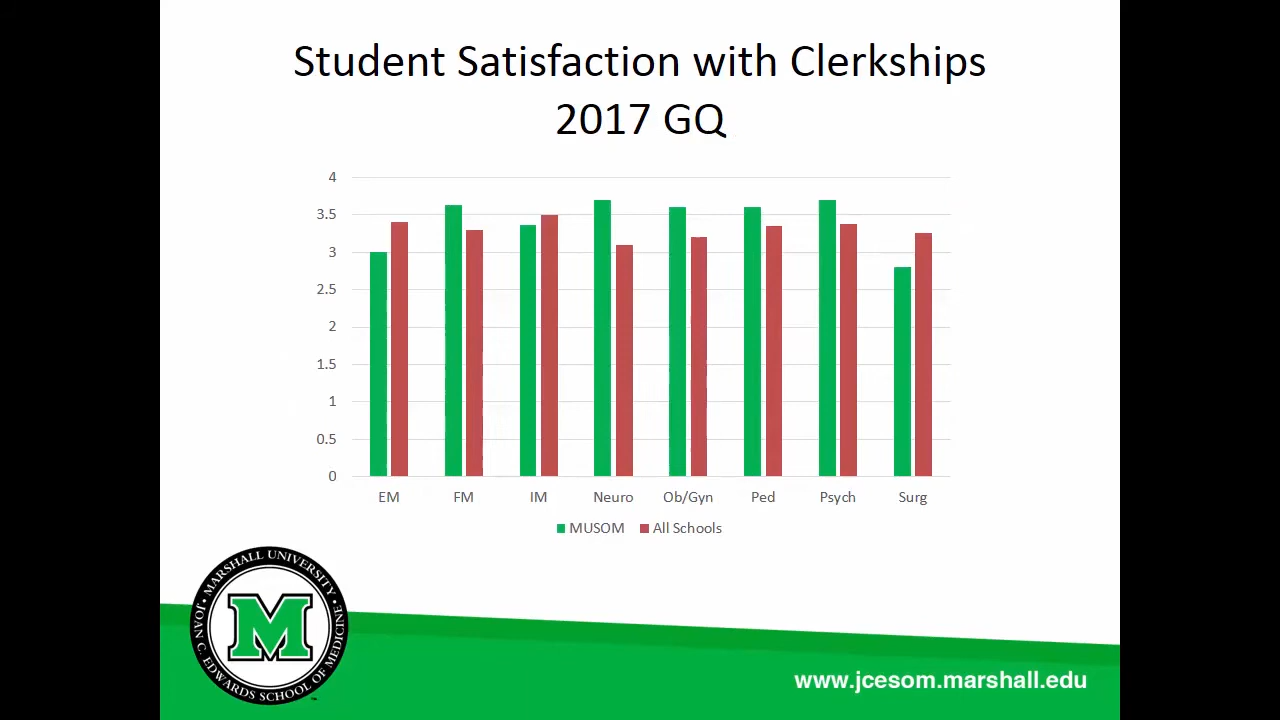 Student Satisfaction with Clerkships
2017 GQ
4
3.5
3
2.5
2
1.5
1
0.5
0
EM FM IM Neuro Ob/Gyn Ped Psych Surg
MUSOM All Schools
MARSHALL UNIVERSITY
JOAN C. EDWARDS SCHOOL OF MEDICINE
M
www.jcesom.marshall.edu